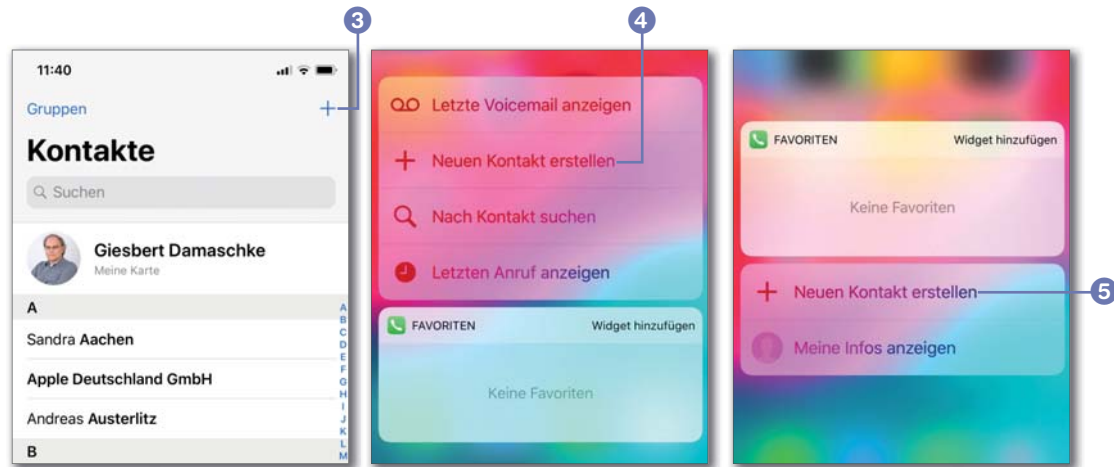 3
4
11:40
Gruppen
+
Kontakte
Suchen
Giesbert Damaschke
Meine Karte
A
Sandra Aachen
Apple Deutschland GmbH
Andreas Austerlitz
B
A
B
C
D
E
F
G
H
I
J
K
L
M
Letzte Voicemail anzeigen
Neuen Kontakt erstellen
Nach Kontakt suchen
Letzten Anruf anzeigen
FAVORITEN Widget hinzufügen
Keine Favoriten
FAVORITEN Widget hinzufügen
Keine Favoriten
Neuen Kontakt erstellen
5
Meine Infos anzeigen